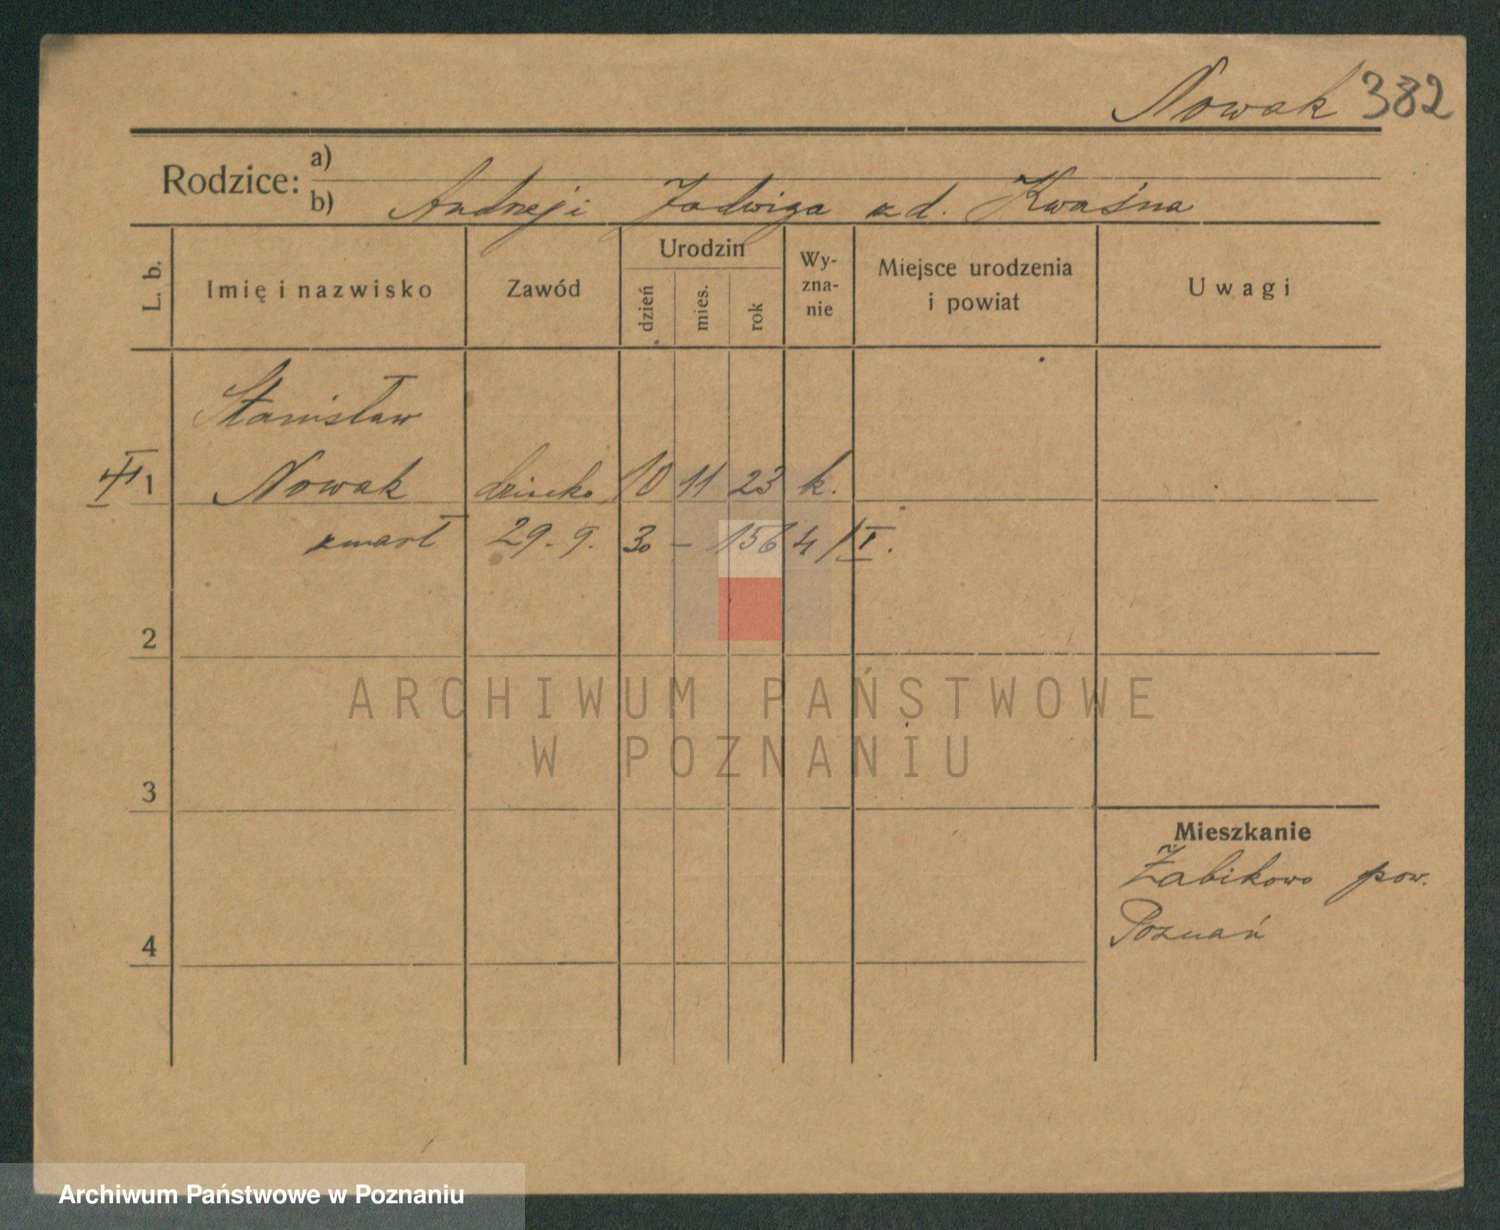 Nowak 382
Rodzice: a)
b) Andrzej i Jadwiga zd. Kwaśna
L. b.
Imię i nazwisko
Zawód
Urodzin
dzień
mies.
rok
Wy-
zna-
nie
Miejsce urodzenia
i powiat
Uwagi
Stanisław
1 Nowak dziecko 10 11 23 k.
zmarł 29. 9. 30 – 1564/I.
2
ARCHIWUM PAŃSTWOWE
W POZNANIU
3
Mieszkanie
Żabikowo pow.
Poznań
4
Archiwum Państwowe w Poznaniu